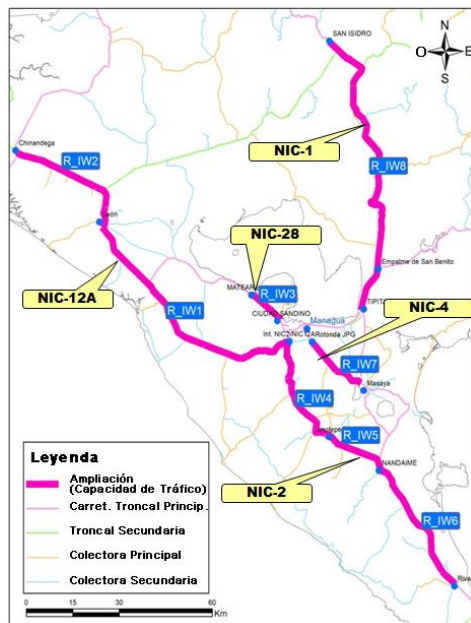 SAN ISIDRO
N
O
E
S
NIC-1
Chinandega
R_IW2
R_IW8
León
NIC-28
Empalme de San Benito
MATEARE
R_IW3
NIC-12A
CIUDAD SANDINO
TIPITAPA
NIC-4
R_IW1
Managua
Int. NIC2-NIC12A
Rotonda JPG
R_IW7
Masaya
R_IW4
R_IW5
NANDAIME
NIC-2
R_IW6
Rivas
Leyenda
Ampliación
(Capacidad de Tráfico)
Carret. Troncal Princip.
Troncal Secundaria
Colectora Principal
Colectora Secundaria
0 15 30 60
Km